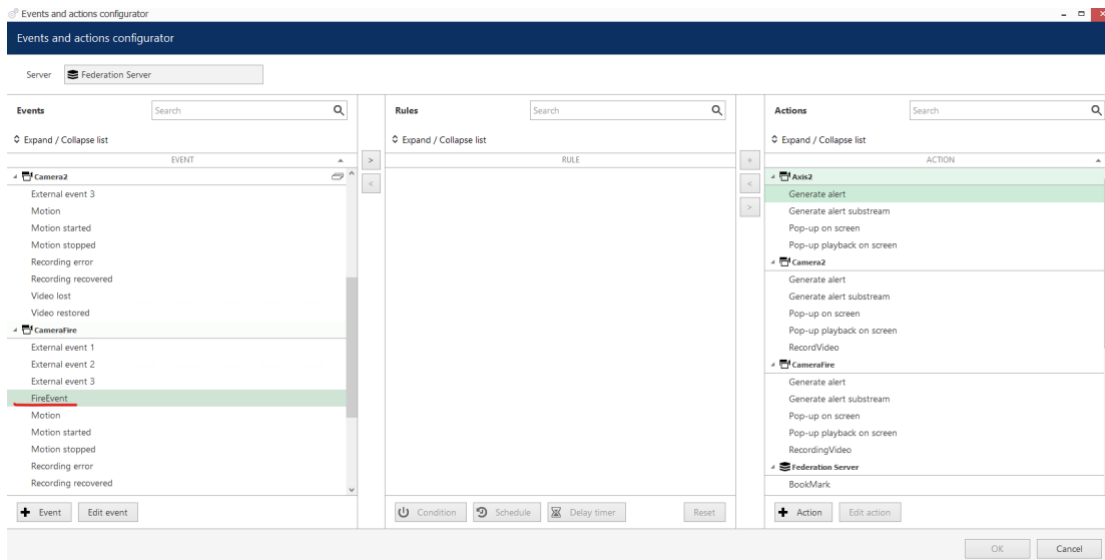 Events and actions configurator
Events and actions configurator
Server Federation Server
Events Search
Expand / Collapse list
EVENT
Camera2
External event 3
Motion
Motion started
Motion stopped
Recording error
Recording recovered
Video lost
Video restored
CameraFire
External event 1
External event 2
External event 3
FireEvent
Motion
Motion started
Motion stopped
Recording error
Recording recovered
+ Event Edit event
>
<
Rules Search
Expand / Collapse list
RULE
Condition Schedule Delay timer Reset
+
<
>
Actions Search
Expand / Collapse list
ACTION
Axis2
Generate alert
Generate alert substream
Pop-up on screen
Pop-up playback on screen
Camera2
Generate alert
Generate alert substream
Pop-up on screen
Pop-up playback on screen
RecordVideo
CameraFire
Generate alert
Generate alert substream
Pop-up on screen
Pop-up playback on screen
RecordingVideo
Federation Server
BookMark
+ Action Edit action
OK Cancel